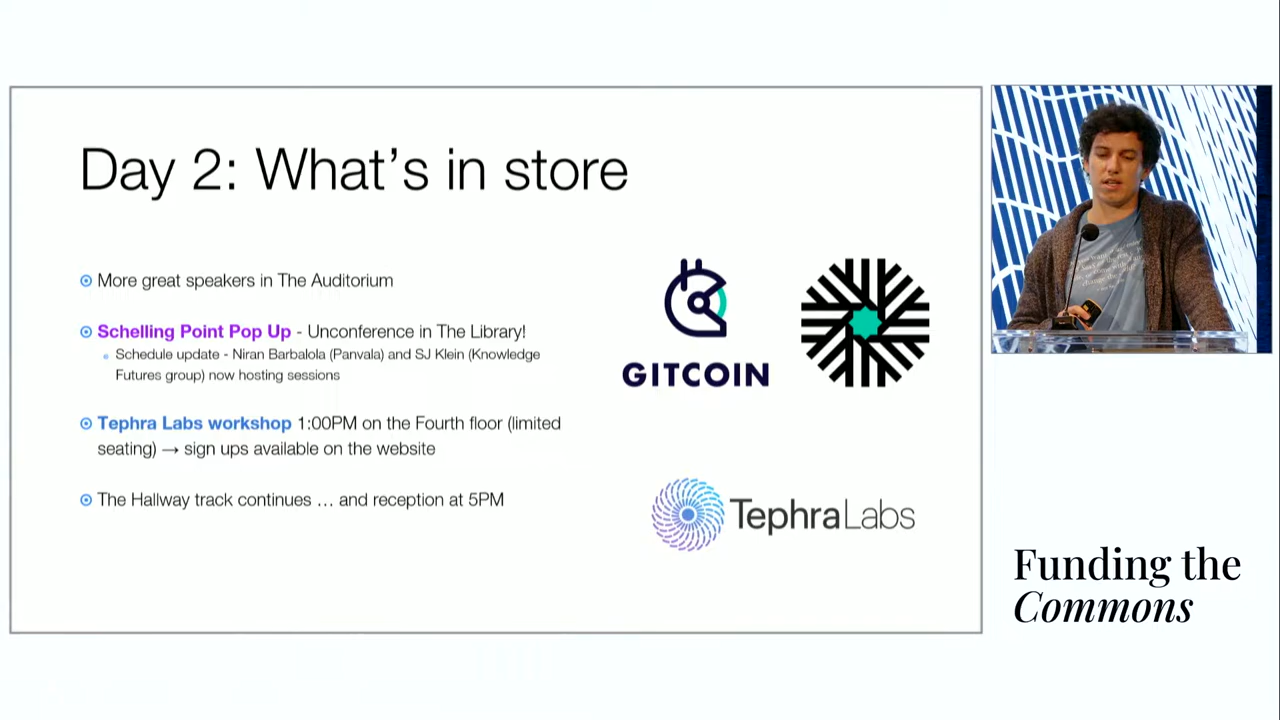 Day 2: What's in store
More great speakers in The Auditorium
Schelling Point Pop Up - Unconference in The Library!
Schedule update - Niran Barbalola (Panvala) and SJ Klein (Knowledge
Futures group) now hosting sessions
Tephra Labs workshop 1:00PM on the Fourth floor (limited
seating) → sign ups available on the website
The Hallway track continues … and reception at 5PM
GITCOIN
TephraLabs
Funding the
Commons